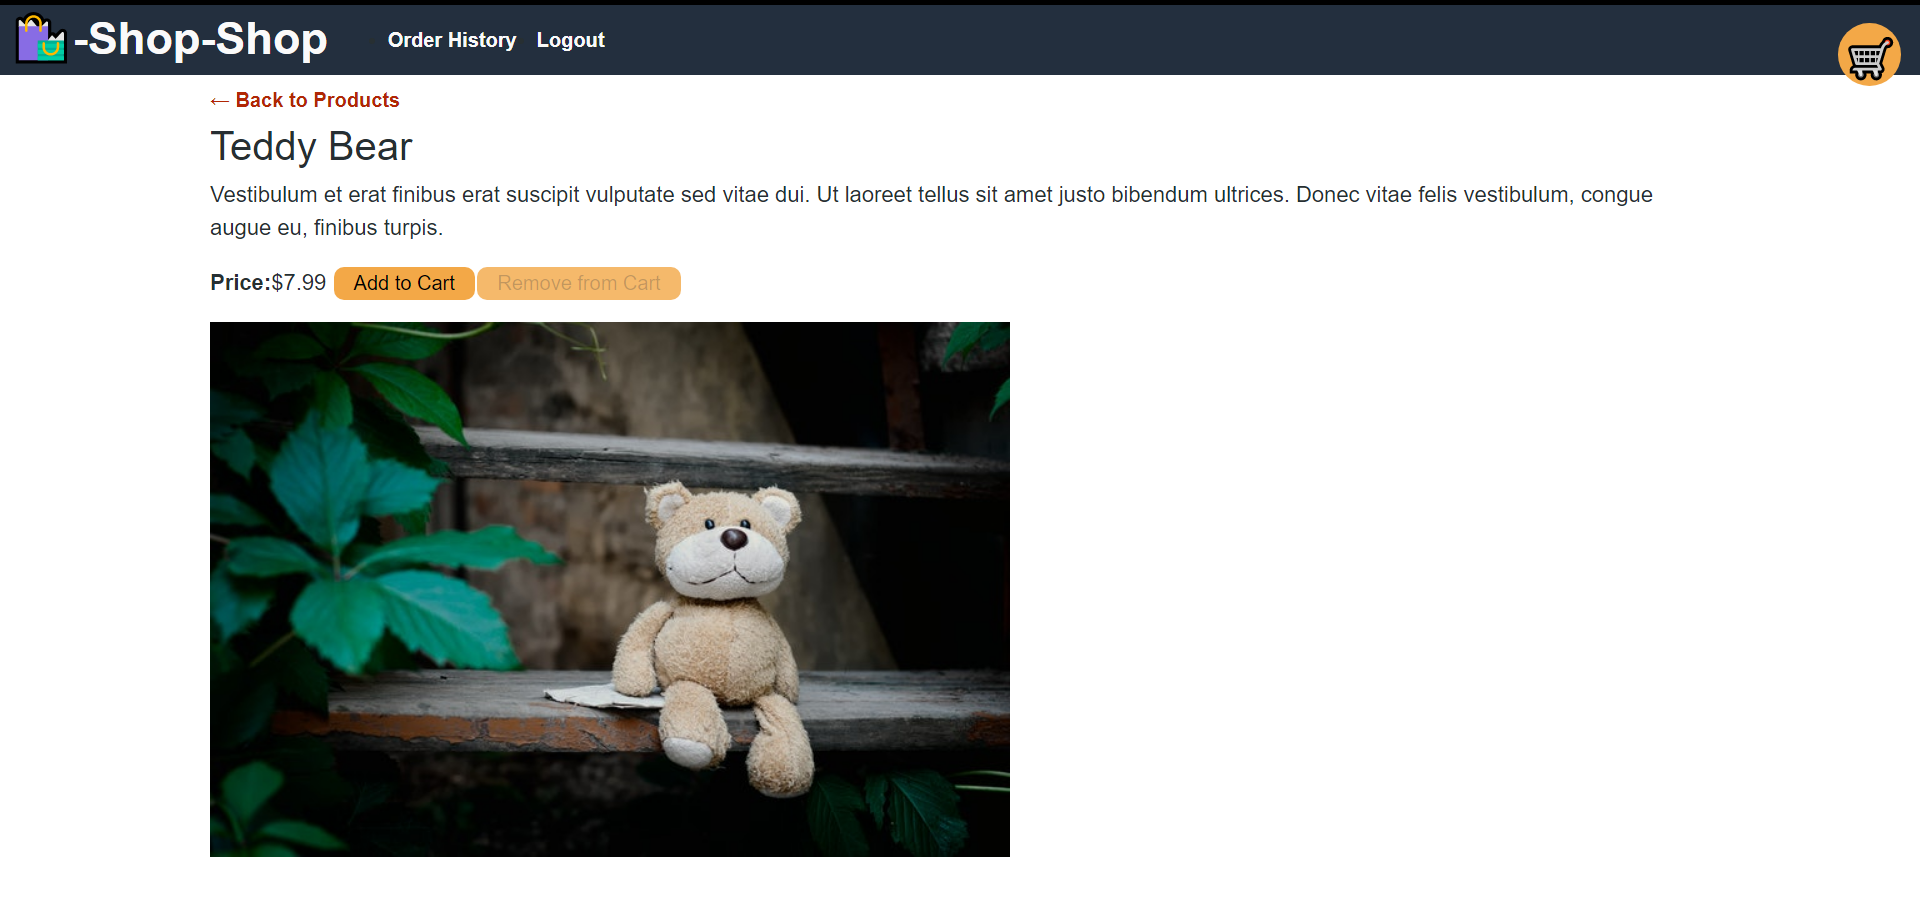 -Shop-Shop
Order History Logout
← Back to Products
Teddy Bear
Vestibulum et erat finibus erat suscipit vulputate sed vitae dui. Ut laoreet tellus sit amet justo bibendum ultrices. Donec vitae felis vestibulum, congue
augue eu, finibus turpis.
Price:$7.99 Add to Cart Remove from Cart